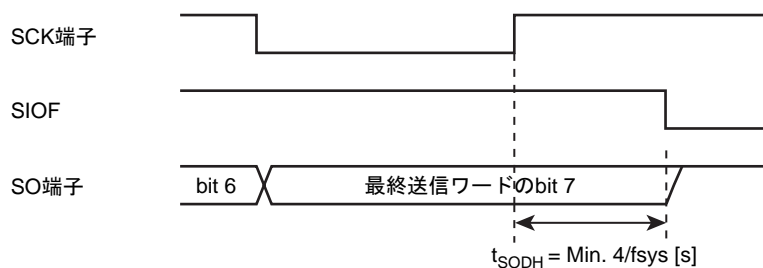 SCK端子
SIOF
SO端子
bit 6
最終送信ワードのbit 7
tSODH = Min. 4/fsys [s]